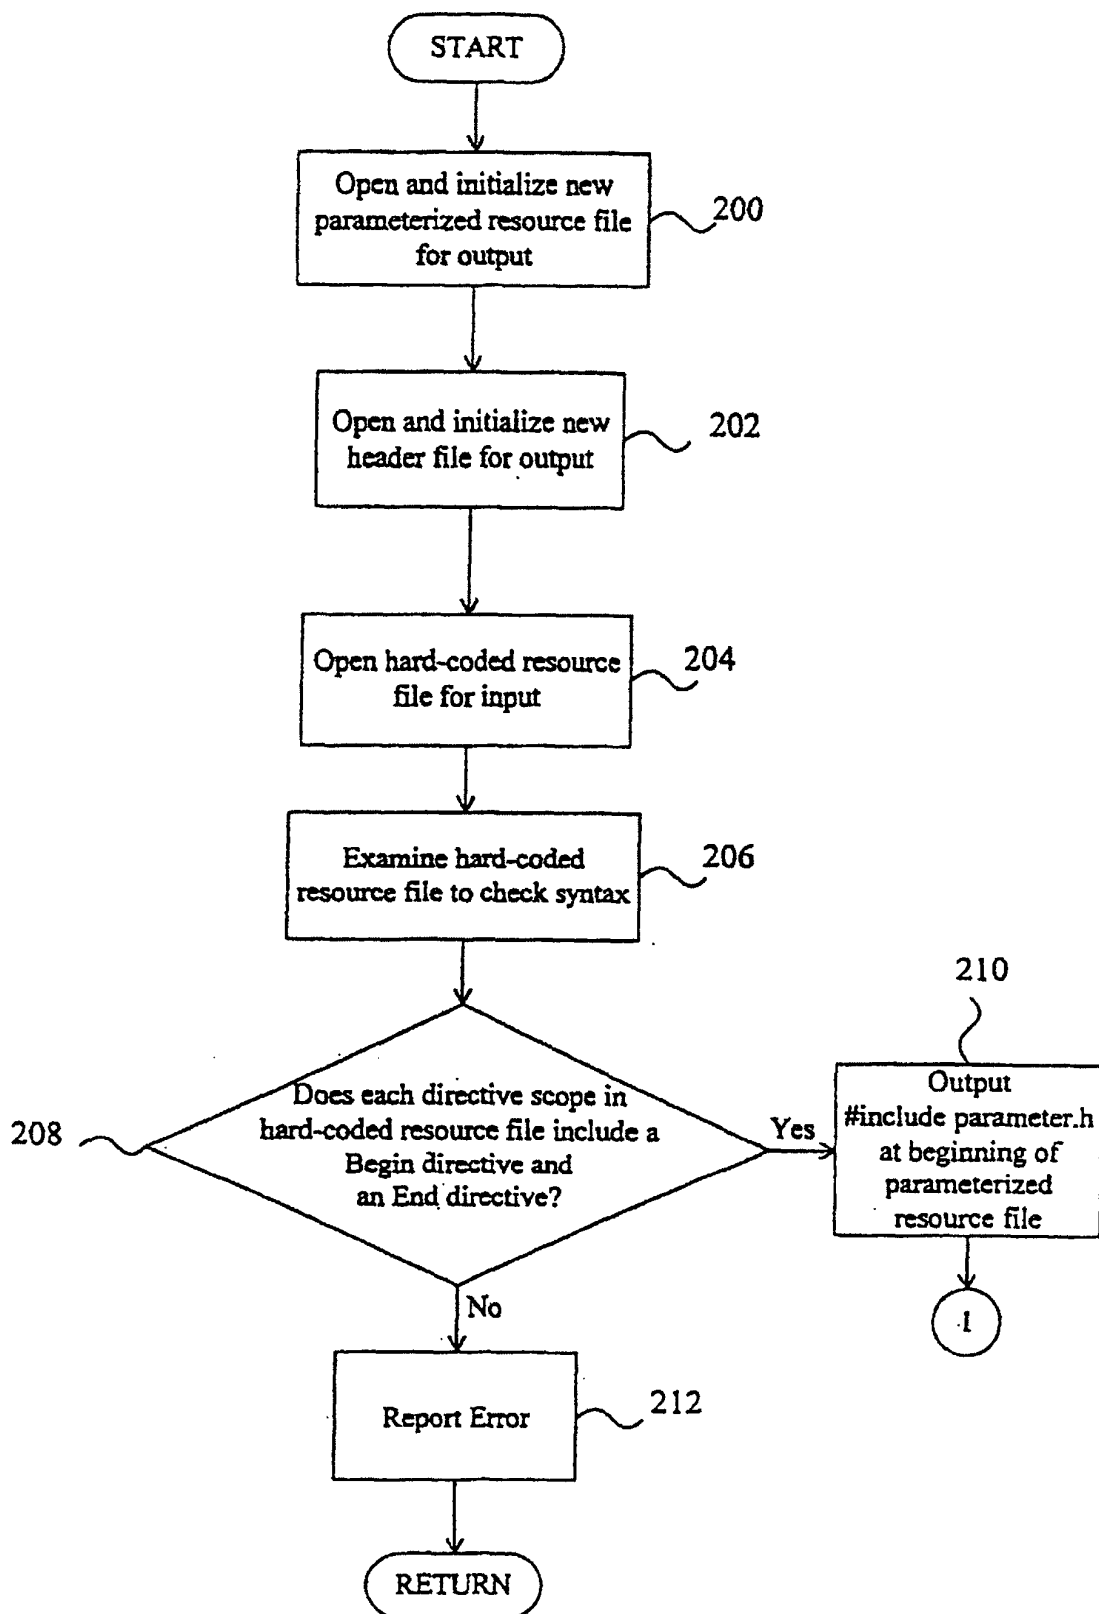 START
Open and initialize new
parameterized resource file
for output
200
Open and initialize new
header file for output
202
Open hard-coded resource
file for input
204
Examine hard-coded
resource file to check syntax
206
210
Does each directive scope in
hard-coded resource file include a
Begin directive and
an End directive?
208
Yes
Output
#include parameter.h
at beginning of
parameterized
resource file
1
No
Report Error
212
RETURN